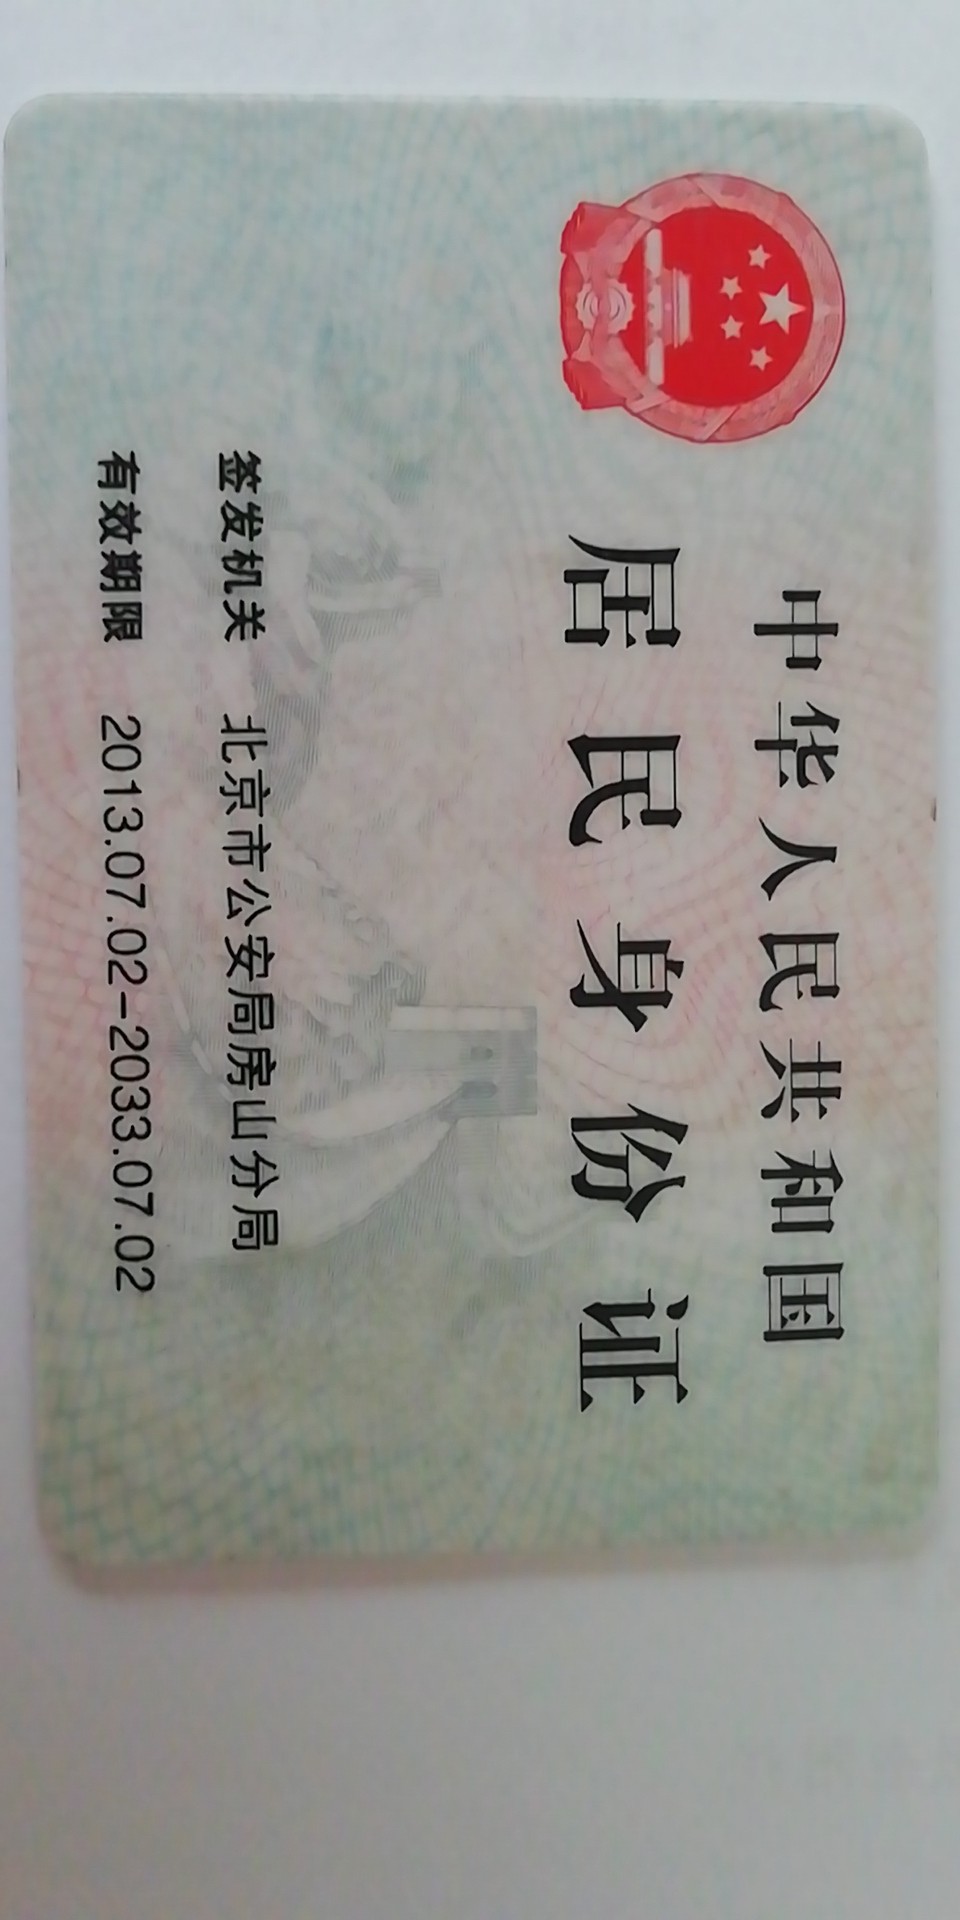 中华人民共和国
居民身份证
签发机关 北京市公安局房山分局
有效期限 2013.07.02-2033.07.02